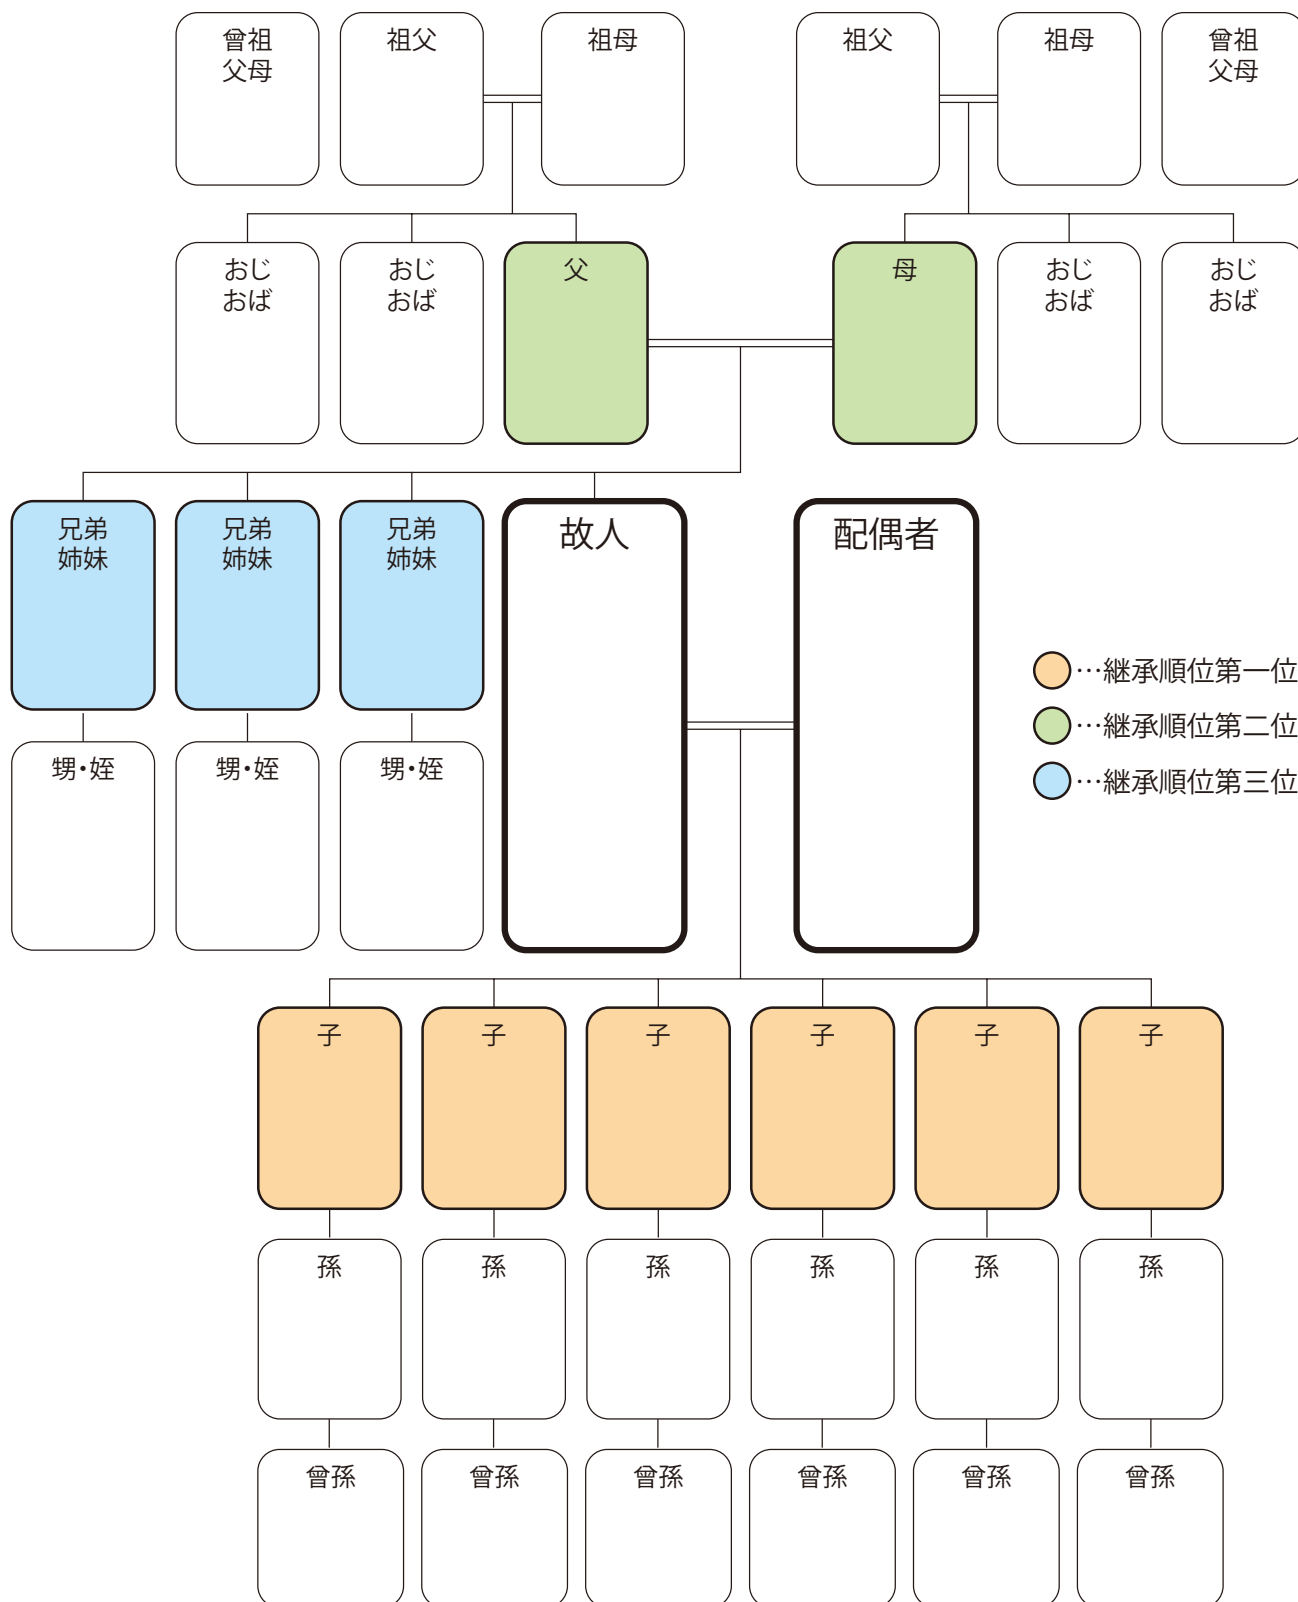 曾祖
父母
祖父
祖母
祖父
祖母
曾祖
父母
おじ
おば
おじ
おば
父
母
おじ
おば
おじ
おば
兄弟
姉妹
兄弟
姉妹
兄弟
姉妹
故人
配偶者
…継承順位第一位
…継承順位第二位
…継承順位第三位
甥・姪
甥・姪
甥・姪
子
子
子
子
子
子
孫
孫
孫
孫
孫
孫
曾孫
曾孫
曾孫
曾孫
曾孫
曾孫